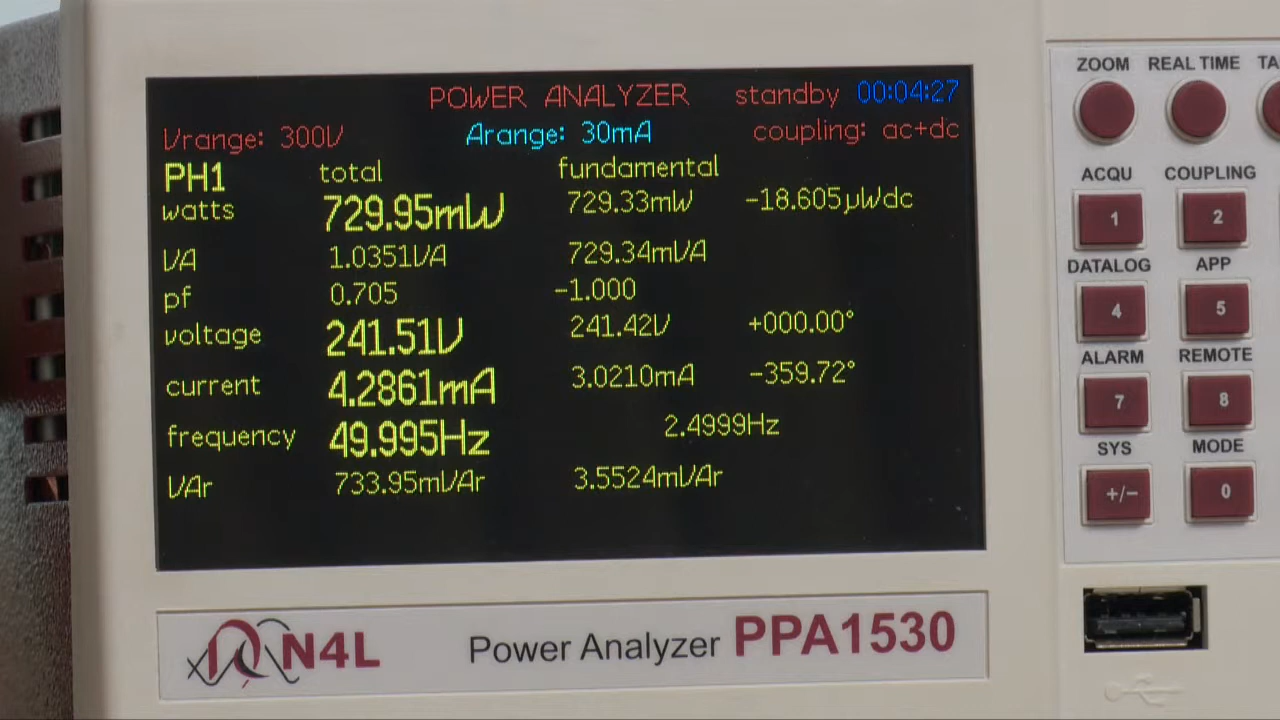 POWER ANALYZER standby 00:04:27
Vrange: 300V Arange: 30mA coupling: ac+dc
PH1 total fundamental
watts 729.95mW 729.33mW -18.605µWdc
VA 1.0351VA 729.34mVA
pf 0.705 -1.000
voltage 241.51V 241.42V +000.00°
current 4.2861mA 3.0210mA -359.72°
frequency 49.995Hz 2.4999Hz
VAr 733.95mVAr 3.5524mVAr
N4L Power Analyzer PPA1530
ZOOM REAL TIME TA
ACQU COUPLING
1 2
DATALOG APP
4 5
ALARM REMOTE
7 8
SYS MODE
+/− 0